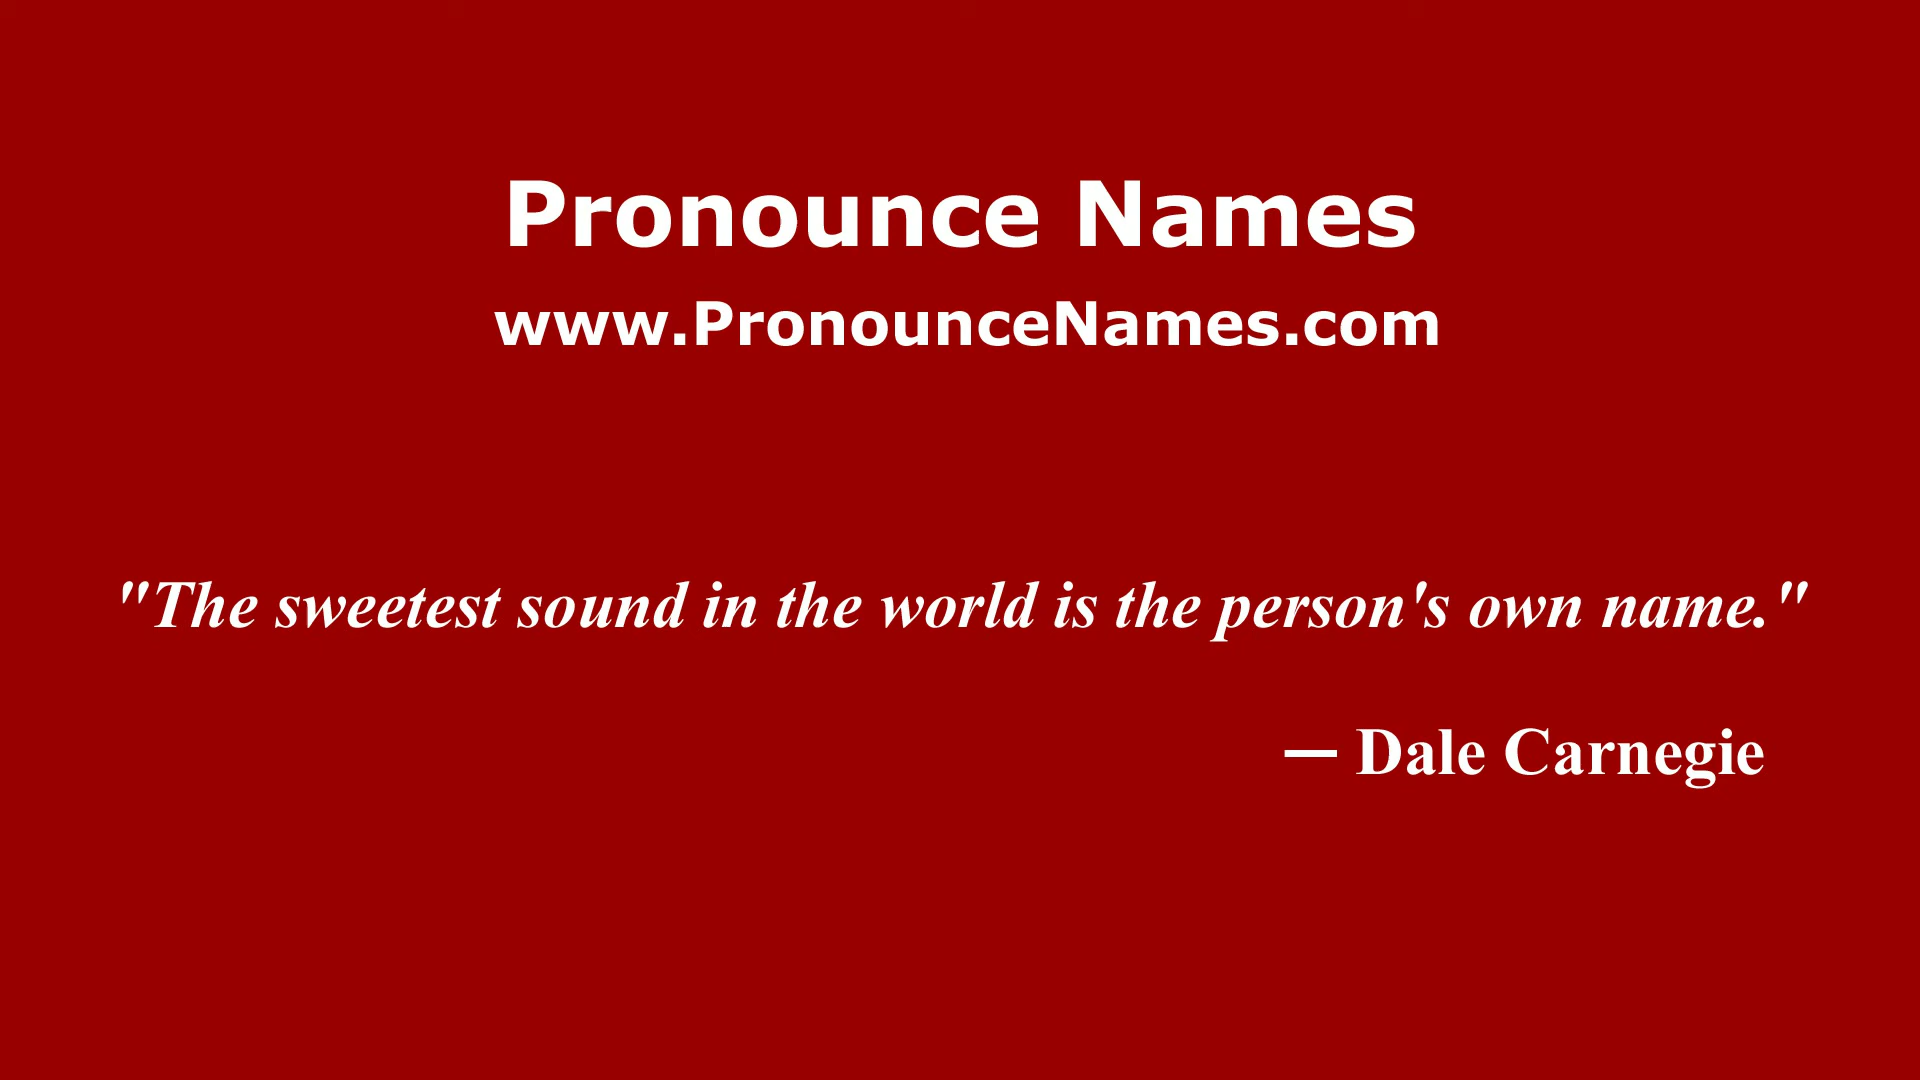 Pronounce Names
www.PronounceNames.com
"The sweetest sound in the world is the person's own name."
— Dale Carnegie